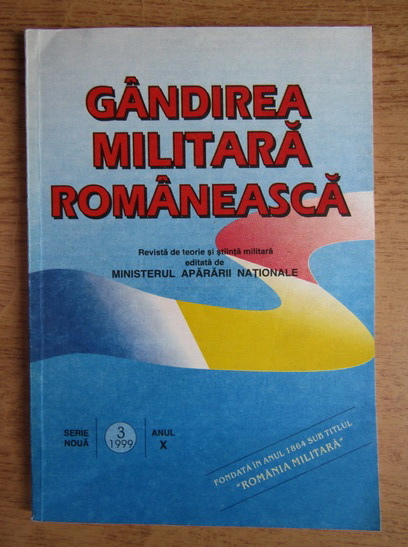 GÂNDIREA
MILITARĂ
ROMÂNEASCĂ
Revistă de teorie și știință militară
editată de
MINISTERUL APĂRĂRII NAȚIONALE
SERIE
NOUĂ
3
1999
ANUL
X
FONDATĂ ÎN ANUL 1864 SUB TITLUL
"ROMÂNIA MILITARĂ"